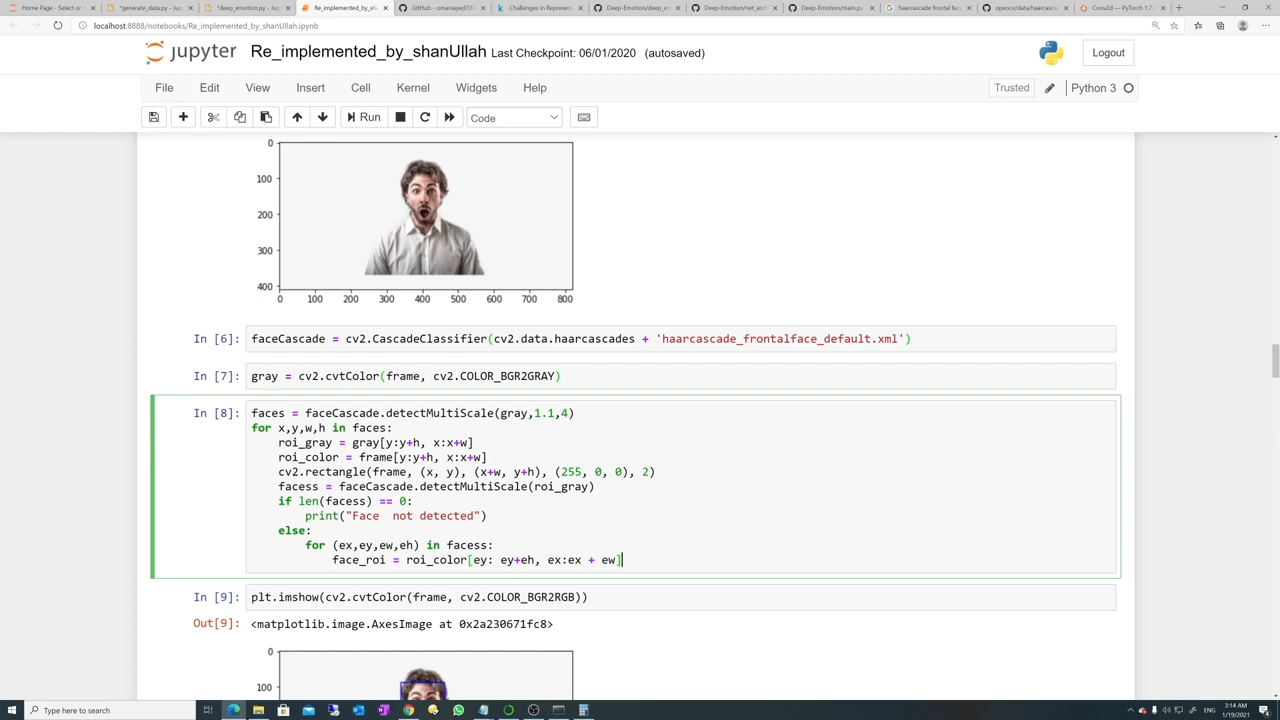 Home Page - Select or c
*generate_data.py - Jup
*deep_emotion.py - Jup
Re_implemented_by_sha
GitHub - omarsayed7/D
Challenges in Represent
Deep-Emotion/deep_e
Deep-Emotion/net_arc
Deep-Emotion/main.py
haarcascade frontal fac
opencv/data/haarcasc
Conv2d — PyTorch 1.7
localhost:8888/notebooks/Re_implemented_by_shanUllah.ipynb
jupyter Re_implemented_by_shanUllah Last Checkpoint: 06/01/2020 (autosaved) Logout
File Edit View Insert Cell Kernel Widgets Help Trusted Python 3
Run Code
0
100
200
300
400
0 100 200 300 400 500 600 700 800
In [6]: faceCascade = cv2.CascadeClassifier(cv2.data.haarcascades + 'haarcascade_frontalface_default.xml')
In [7]: gray = cv2.cvtColor(frame, cv2.COLOR_BGR2GRAY)
In [8]: faces = faceCascade.detectMultiScale(gray,1.1,4)
for x,y,w,h in faces:
    roi_gray = gray[y:y+h, x:x+w]
    roi_color = frame[y:y+h, x:x+w]
    cv2.rectangle(frame, (x, y), (x+w, y+h), (255, 0, 0), 2)
    facess = faceCascade.detectMultiScale(roi_gray)
    if len(facess) == 0:
        print("Face  not detected")
    else:
        for (ex,ey,ew,eh) in facess:
            face_roi = roi_color[ey: ey+eh, ex:ex + ew]
In [9]: plt.imshow(cv2.cvtColor(frame, cv2.COLOR_BGR2RGB))
Out[9]: <matplotlib.image.AxesImage at 0x2a230671fc8>
0
100
Type here to search
ENG
3:14 AM
1/19/2021